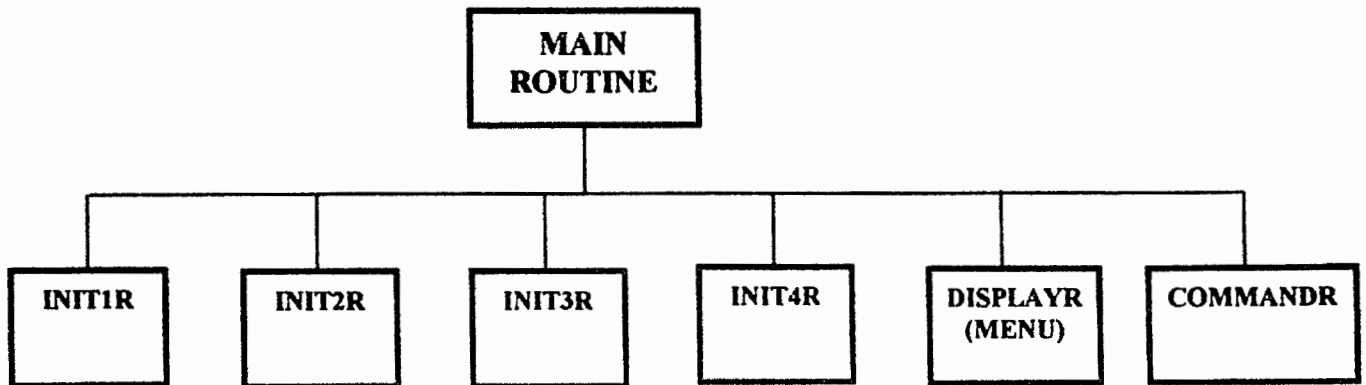 MAIN
ROUTINE
INIT1R
INIT2R
INIT3R
INIT4R
DISPLAYR
(MENU)
COMMANDR